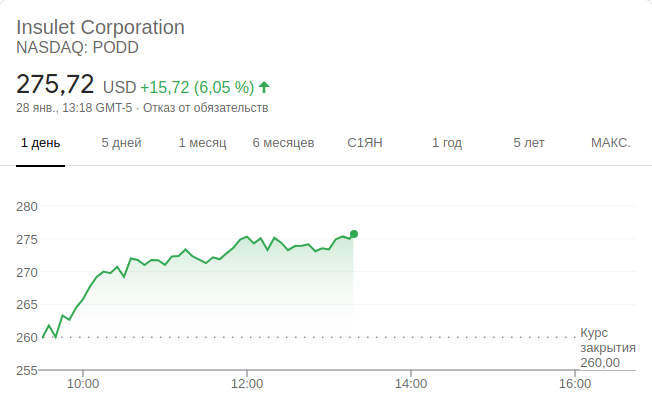 Insulet Corporation
NASDAQ: PODD
275,72 USD +15,72 (6,05 %)
28 янв., 13:18 GMT-5 · Отказ от обязательств
1 день 5 дней 1 месяц 6 месяцев С1ЯН 1 год 5 лет МАКС.
280
275
270
265
260
Курс
закрытия
260,00
255
10:00 12:00 14:00 16:00